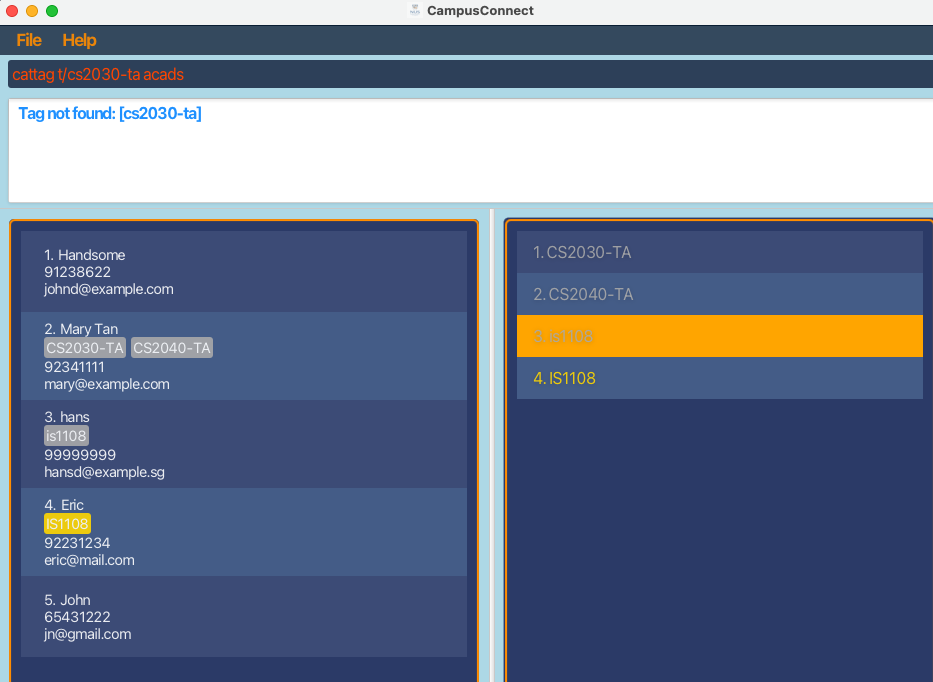 CampusConnect
File Help
cattag t/cs2030-ta acads
Tag not found: [cs2030-ta]
1. Handsome
91238622
johnd@example.com
2. Mary Tan
CS2030-TA CS2040-TA
92341111
mary@example.com
3. hans
is1108
99999999
hansd@example.sg
4. Eric
IS1108
92231234
eric@mail.com
5. John
65431222
jn@gmail.com
1. CS2030-TA
2. CS2040-TA
3. is1108
4. IS1108